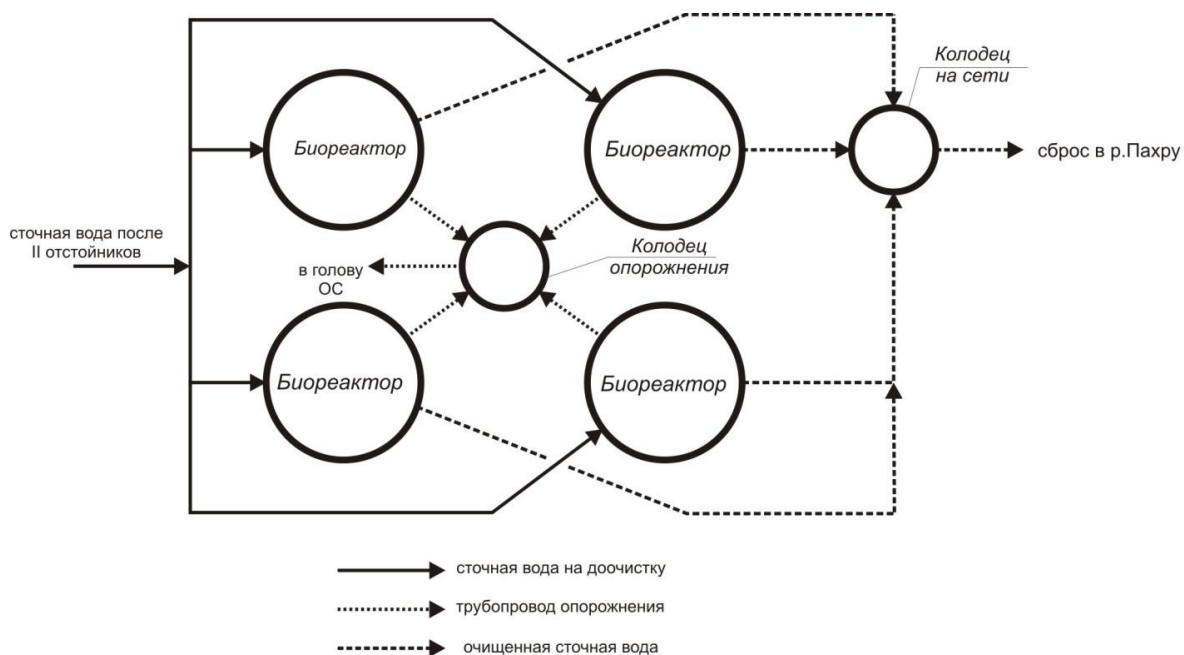 Колодец
на сети
Биореактор
Биореактор
сброс в р.Пахру
сточная вода после
II отстойников
в голову
ОС
Колодец
опорожнения
Биореактор
Биореактор
сточная вода на доочистку
трубопровод опорожнения
очищенная сточная вода